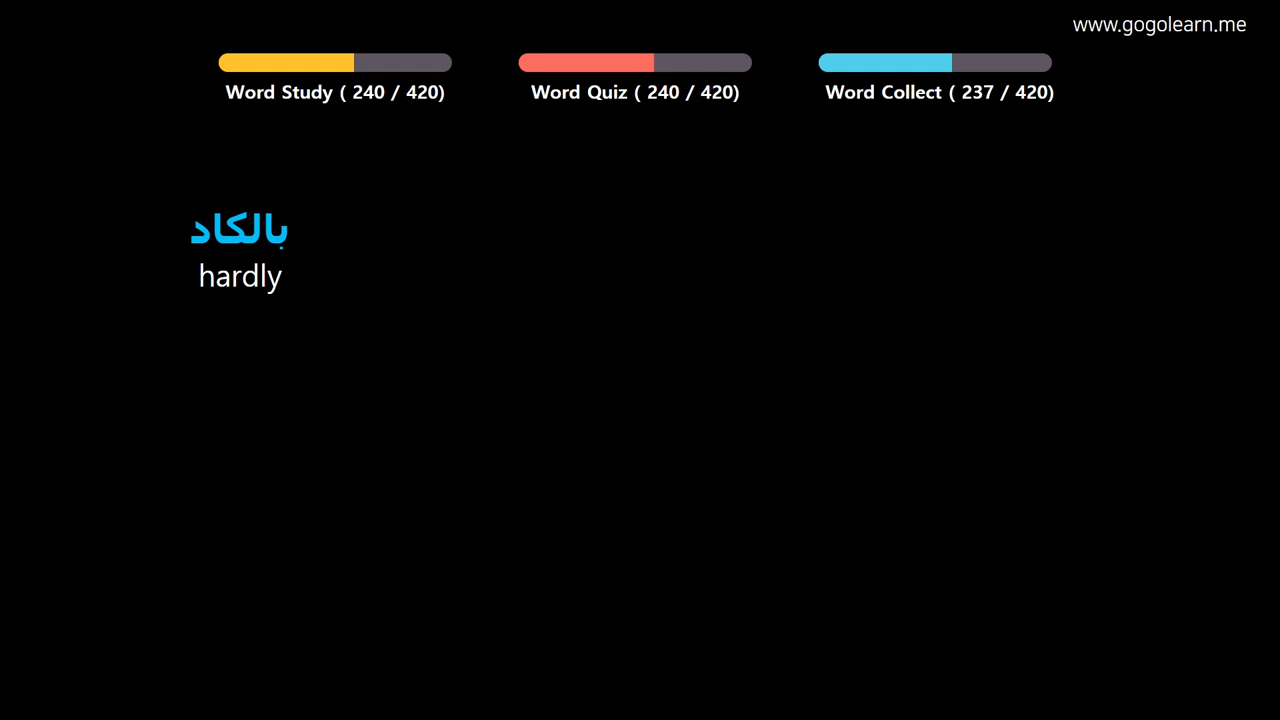 www.gogolearn.me
Word Study ( 240 / 420)
Word Quiz ( 240 / 420)
Word Collect ( 237 / 420)
بالكاد
hardly